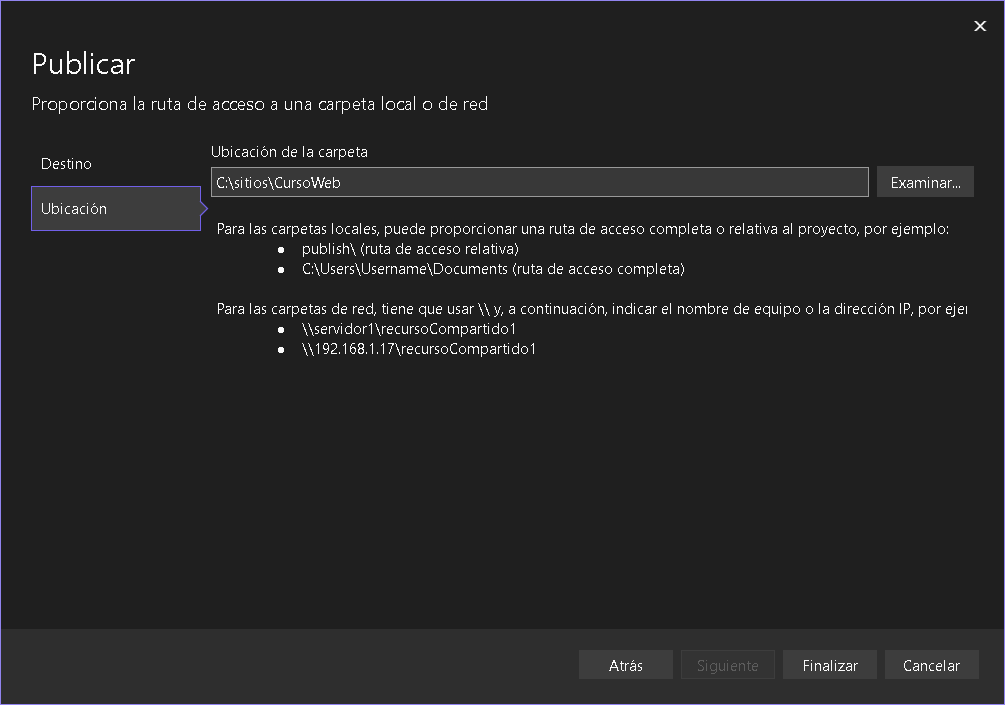 Publicar
Proporciona la ruta de acceso a una carpeta local o de red
Destino
Ubicación
Ubicación de la carpeta
C:\sitios\CursoWeb
Examinar...
Para las carpetas locales, puede proporcionar una ruta de acceso completa o relativa al proyecto, por ejemplo:
• publish\ (ruta de acceso relativa)
• C:\Users\Username\Documents (ruta de acceso completa)
Para las carpetas de red, tiene que usar \\ y, a continuación, indicar el nombre de equipo o la dirección IP, por ejer
• \\servidor1\recursoCompartido1
• \\192.168.1.17\recursoCompartido1
Atrás
Siguiente
Finalizar
Cancelar